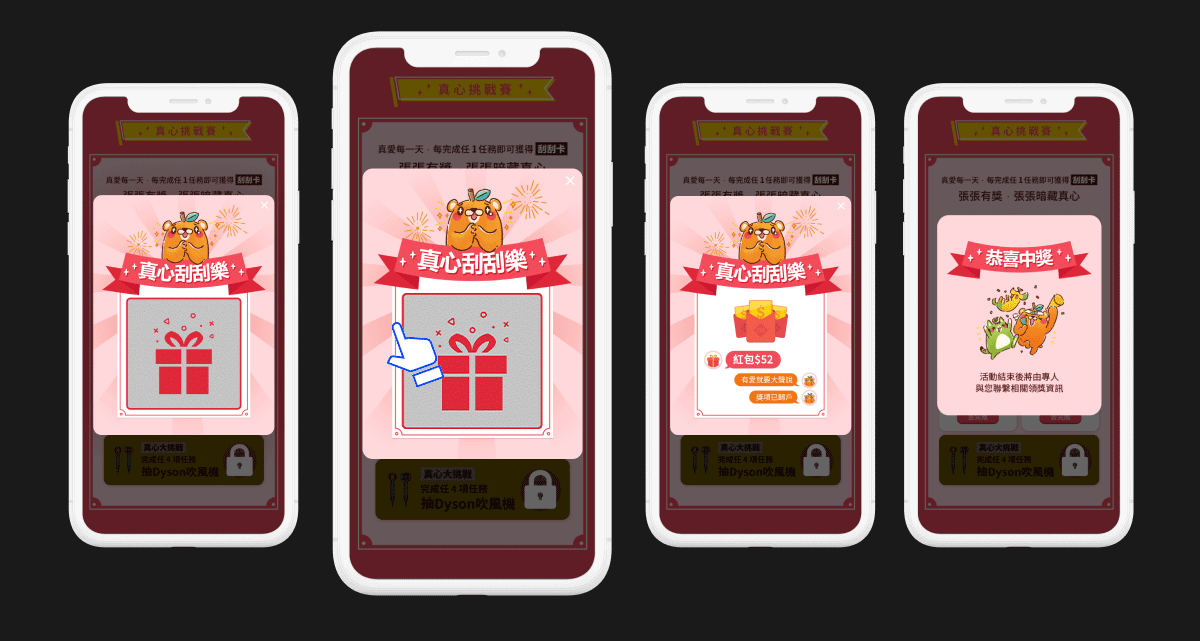 真心挑戰賽
真愛每一天．每完成任1任務即可獲得 刮刮卡
張張有獎．張張暗藏真心
真心刮刮樂
真心大挑戰
完成任4項任務
抽Dyson吹風機
真心挑戰賽
真愛每一天．每完成任1任務即可獲得 刮刮卡
張張有獎．張張暗藏真心
真心刮刮樂
真心大挑戰
完成任4項任務
抽Dyson吹風機
真心挑戰賽
真愛每一天．每完成任1任務即可獲得 刮刮卡
張張有獎．張張暗藏真心
真心刮刮樂
紅包$52
有愛就要大聲說
獎項已歸戶
真心大挑戰
完成任4項任務
抽Dyson吹風機
真心挑戰賽
真愛每一天．每完成任1任務即可獲得 刮刮卡
張張有獎．張張暗藏真心
恭喜中獎
活動結束後將由專人
與您聯繫相關領獎資訊
真心大挑戰
完成任4項任務
抽Dyson吹風機